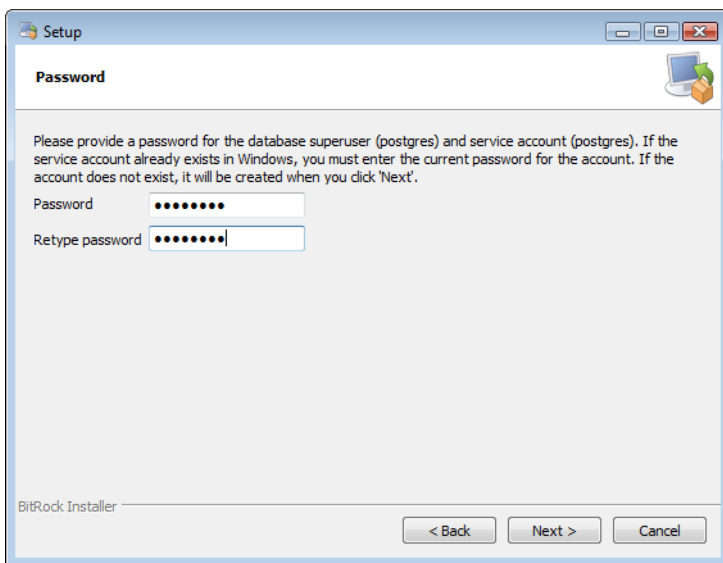 Setup
Password
Please provide a password for the database superuser (postgres) and service account (postgres). If the
service account already exists in Windows, you must enter the current password for the account. If the
account does not exist, it will be created when you click 'Next'.
Password ••••••••
Retype password ••••••••
BitRock Installer
< Back Next > Cancel